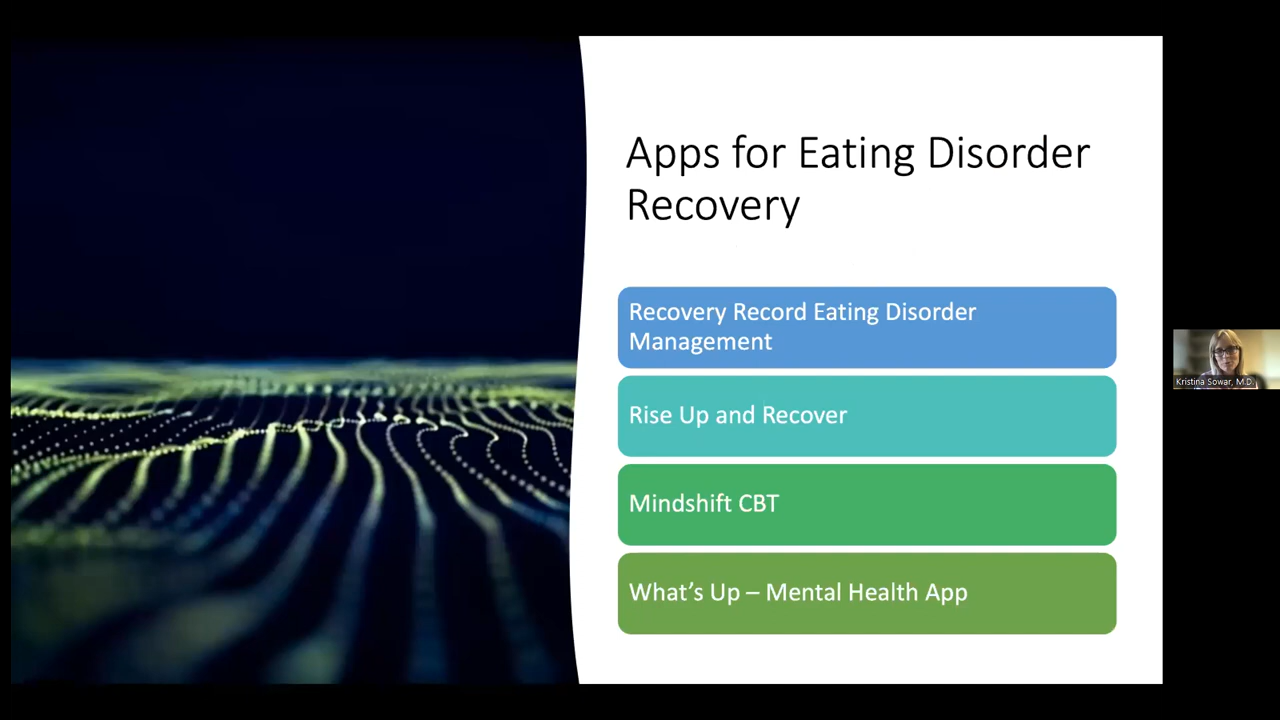 Apps for Eating Disorder
Recovery
Recovery Record Eating Disorder
Management
Rise Up and Recover
Mindshift CBT
What’s Up – Mental Health App
Kristina Sowar, M.D.